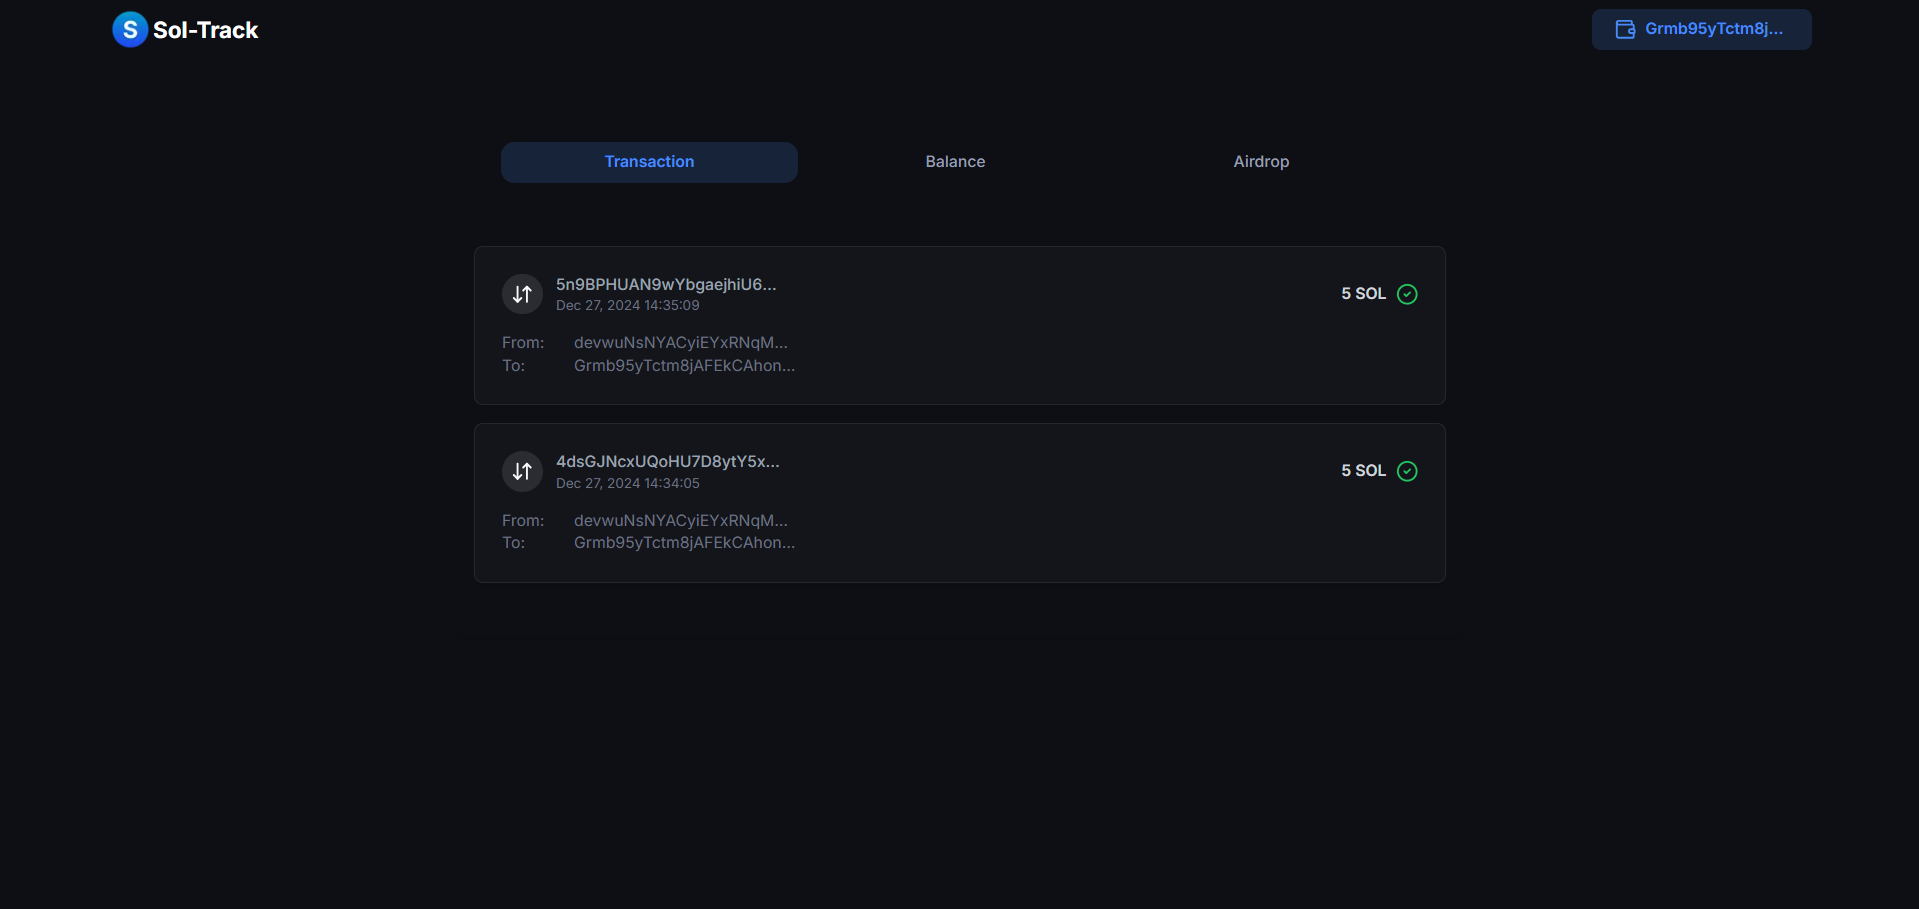 S Sol-Track
Grmb95yTctm8j...
Transaction
Balance
Airdrop
5n9BPHUAN9wYbgaejhiU6...
Dec 27, 2024 14:35:09
5 SOL
From: devwuNsNYACyiEYxRNqM...
To: Grmb95yTctm8jAFEkCAhon...
4dsGJNcxUQoHU7D8ytY5x...
Dec 27, 2024 14:34:05
5 SOL
From: devwuNsNYACyiEYxRNqM...
To: Grmb95yTctm8jAFEkCAhon...